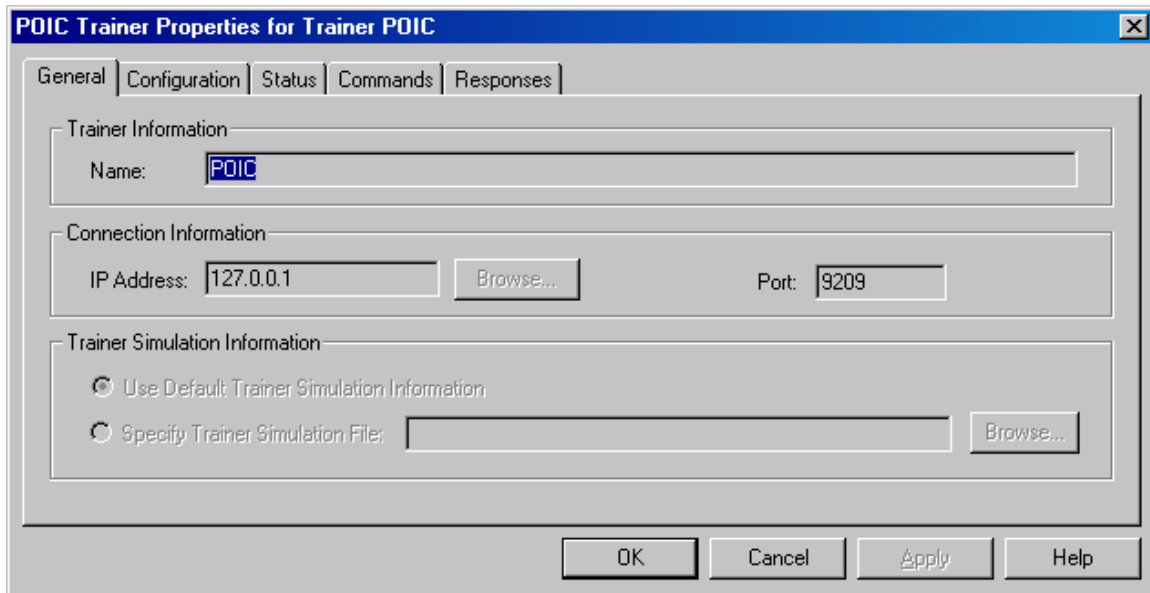 POIC Trainer Properties for Trainer POIC
General Configuration Status Commands Responses
Trainer Information
Name: POIC
Connection Information
IP Address: 127.0.0.1 Browse... Port: 9209
Trainer Simulation Information
Use Default Trainer Simulation Information
Specify Trainer Simulation File: Browse...
OK Cancel Apply Help